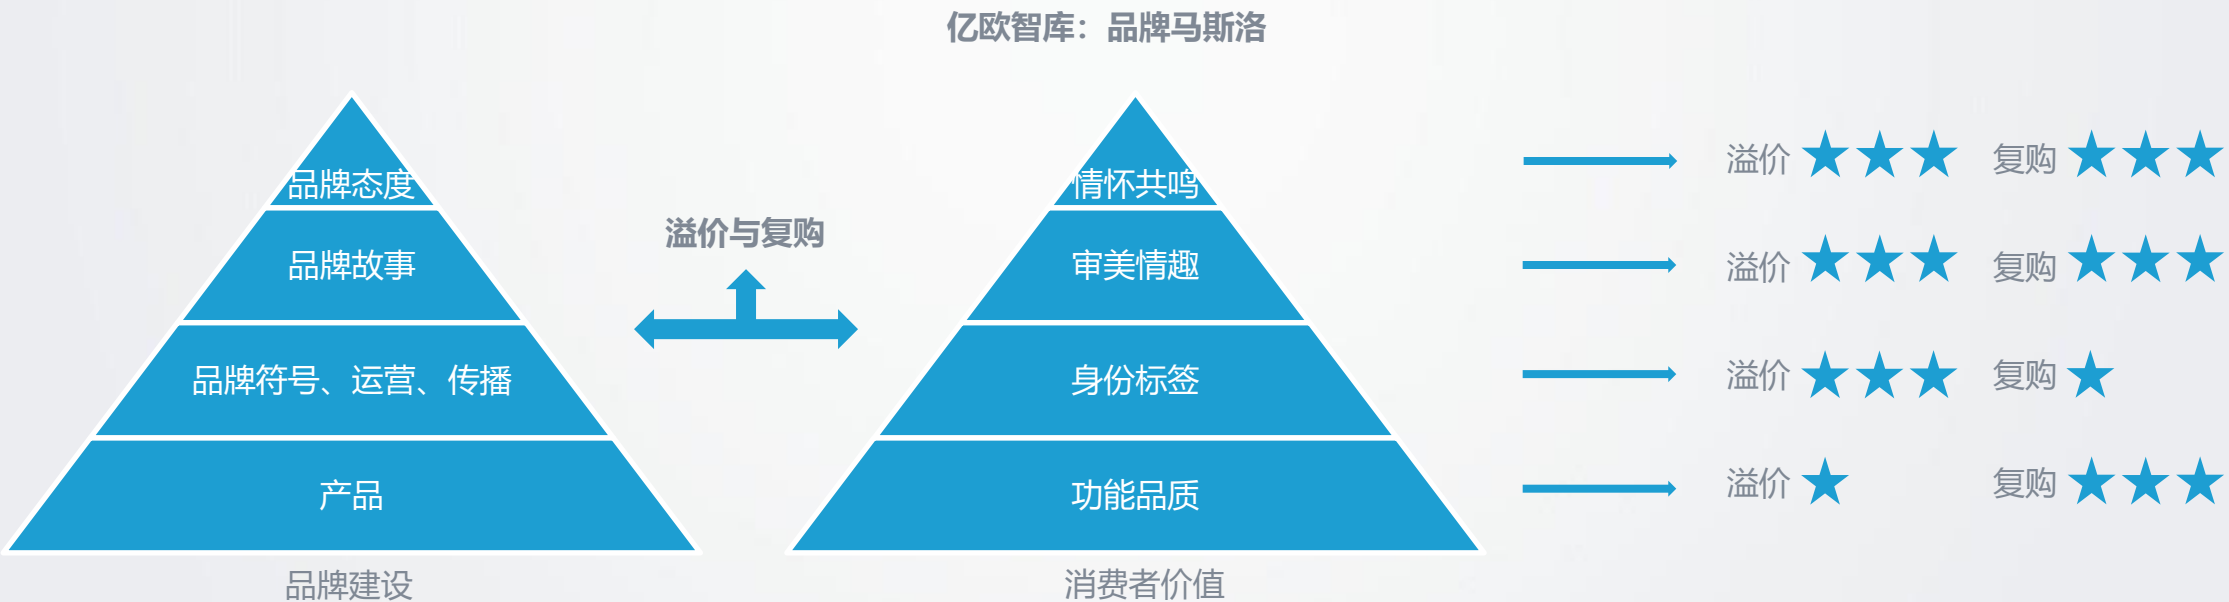 亿欧智库：品牌马斯洛
品牌态度
品牌故事
品牌符号、运营、传播
产品
品牌建设
溢价与复购
情怀共鸣
审美情趣
身份标签
功能品质
消费者价值
溢价 ★★★ 复购 ★★★
溢价 ★★★ 复购 ★★★
溢价 ★★★ 复购 ★
溢价 ★ 复购 ★★★